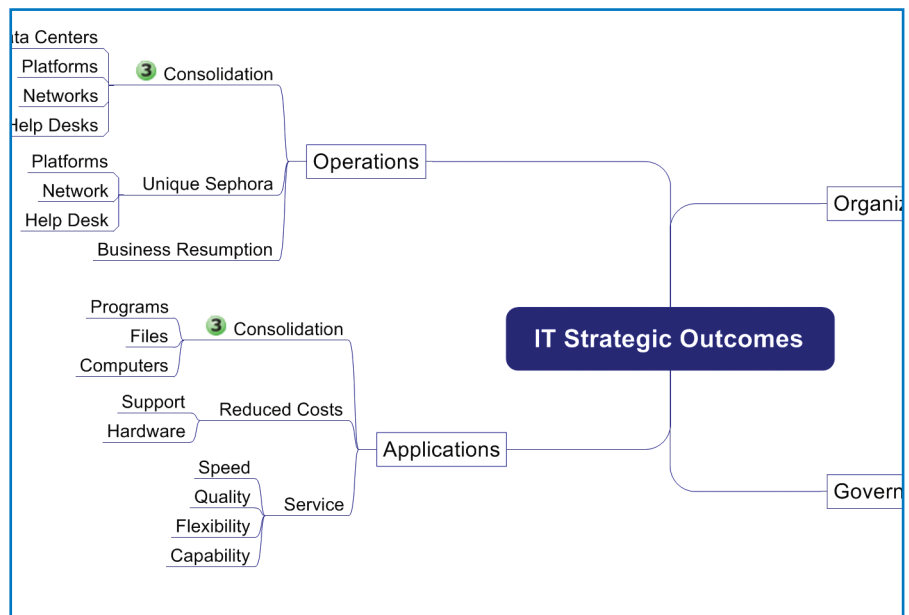 ta Centers
Platforms
Networks
Help Desks
3 Consolidation
Platforms
Network
Help Desk
Unique Sephora
Business Resumption
Operations
Programs
Files
Computers
3 Consolidation
Support
Hardware
Reduced Costs
Speed
Quality
Flexibility
Capability
Service
Applications
IT Strategic Outcomes
Organiz
Govern